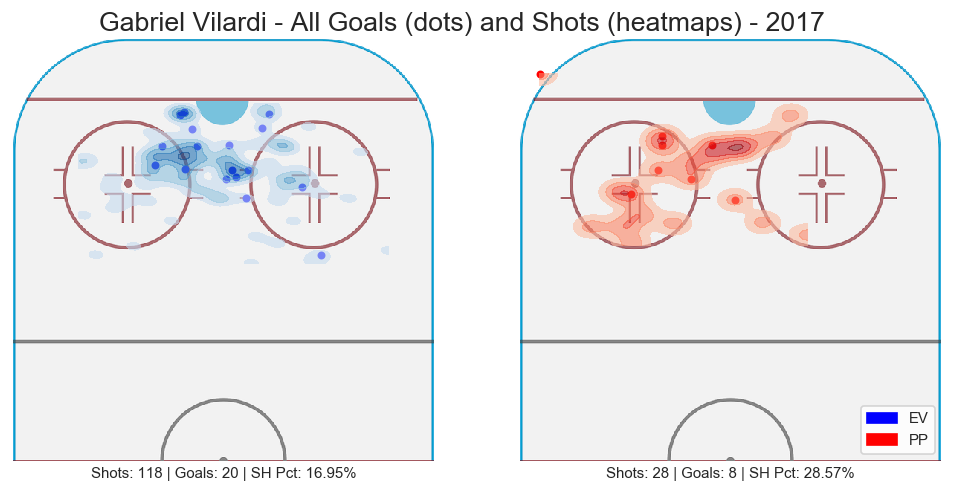 Gabriel Vilardi - All Goals (dots) and Shots (heatmaps) - 2017
EV
PP
Shots: 118 | Goals: 20 | SH Pct: 16.95%
Shots: 28 | Goals: 8 | SH Pct: 28.57%